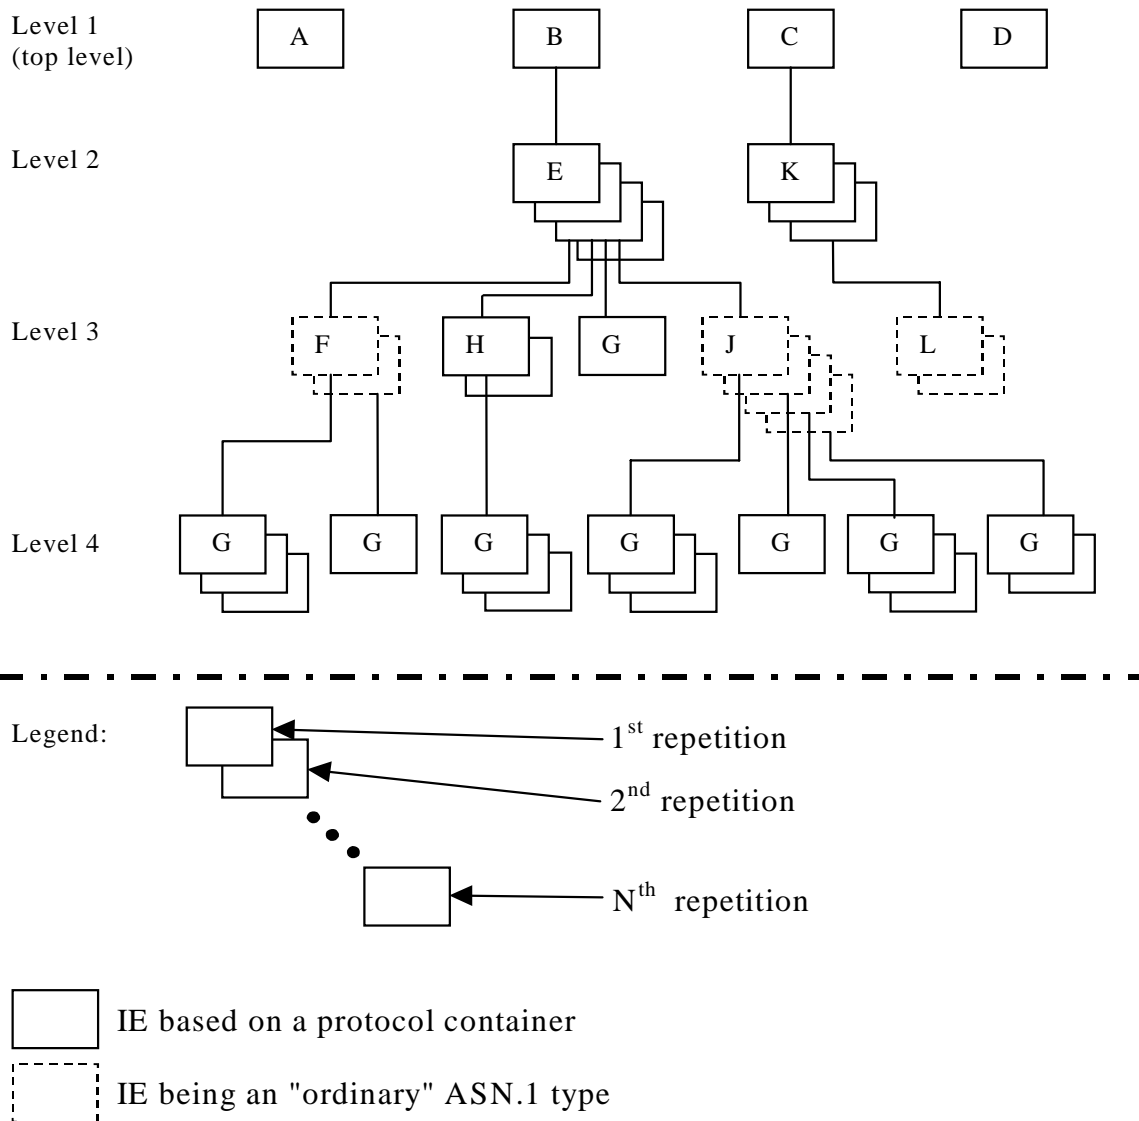 Level 1
(top level)
A
B
C
D
Level 2
E
K
Level 3
F
H
G
J
L
Level 4
G
G
G
G
G
G
G
Legend:
1st repetition
2nd repetition
Nth repetition
IE based on a protocol container
IE being an "ordinary" ASN.1 type